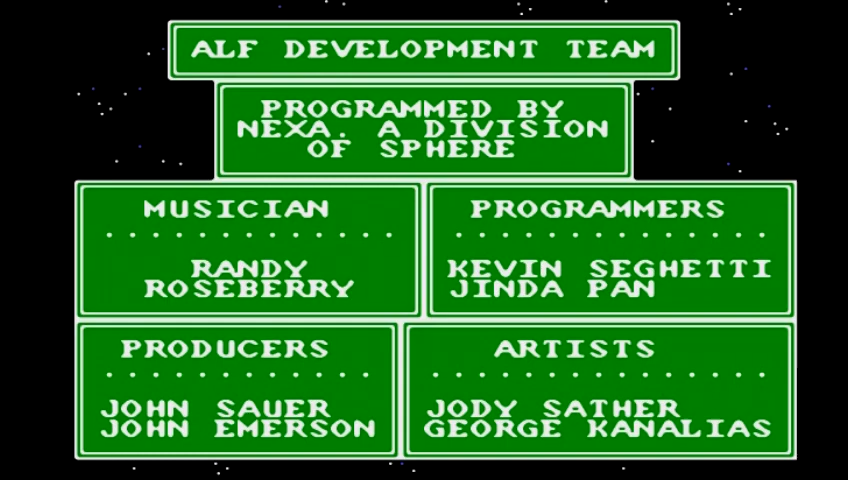 ALF DEVELOPMENT TEAM
PROGRAMMED BY
NEXA. A DIVISION
OF SPHERE
MUSICIAN
RANDY
ROSEBERRY
PROGRAMMERS
KEVIN SEGHETTI
JINDA PAN
PRODUCERS
JOHN SAUER
JOHN EMERSON
ARTISTS
JODY SATHER
GEORGE KANALIAS